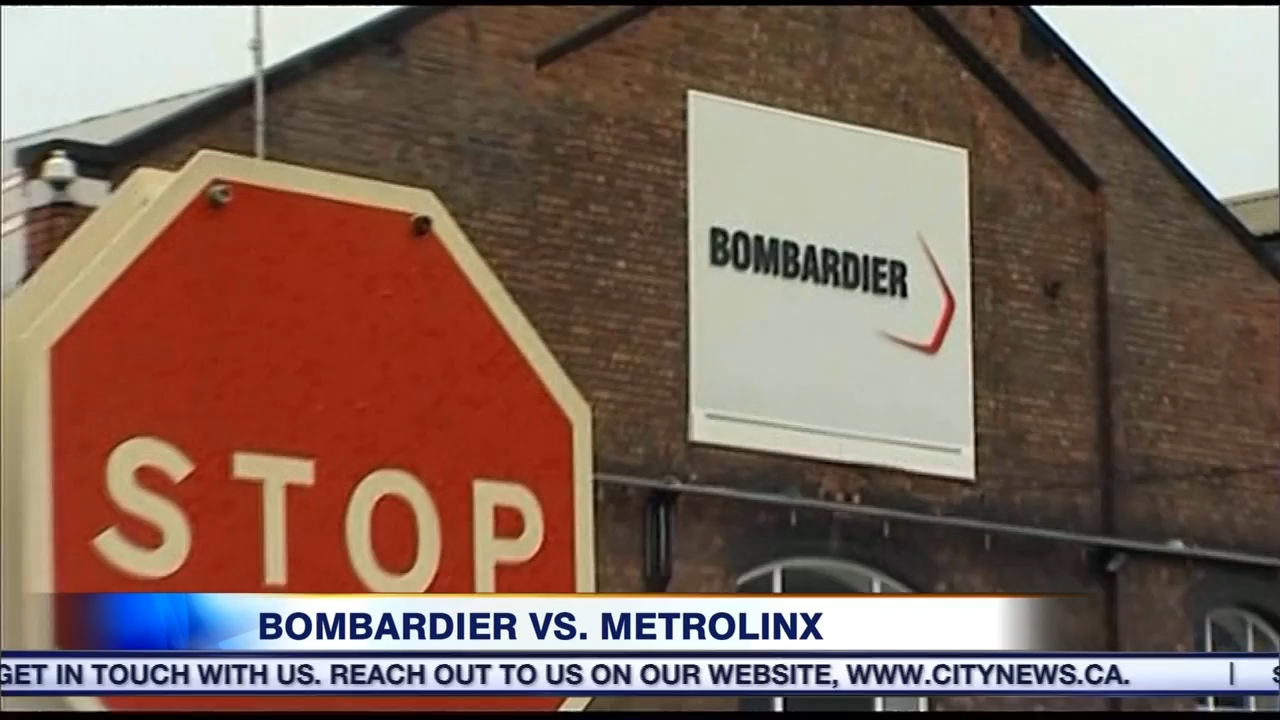 BOMBARDIER
STOP
BOMBARDIER VS. METROLINX
GET IN TOUCH WITH US. REACH OUT TO US ON OUR WEBSITE, WWW.CITYNEWS.CA. |